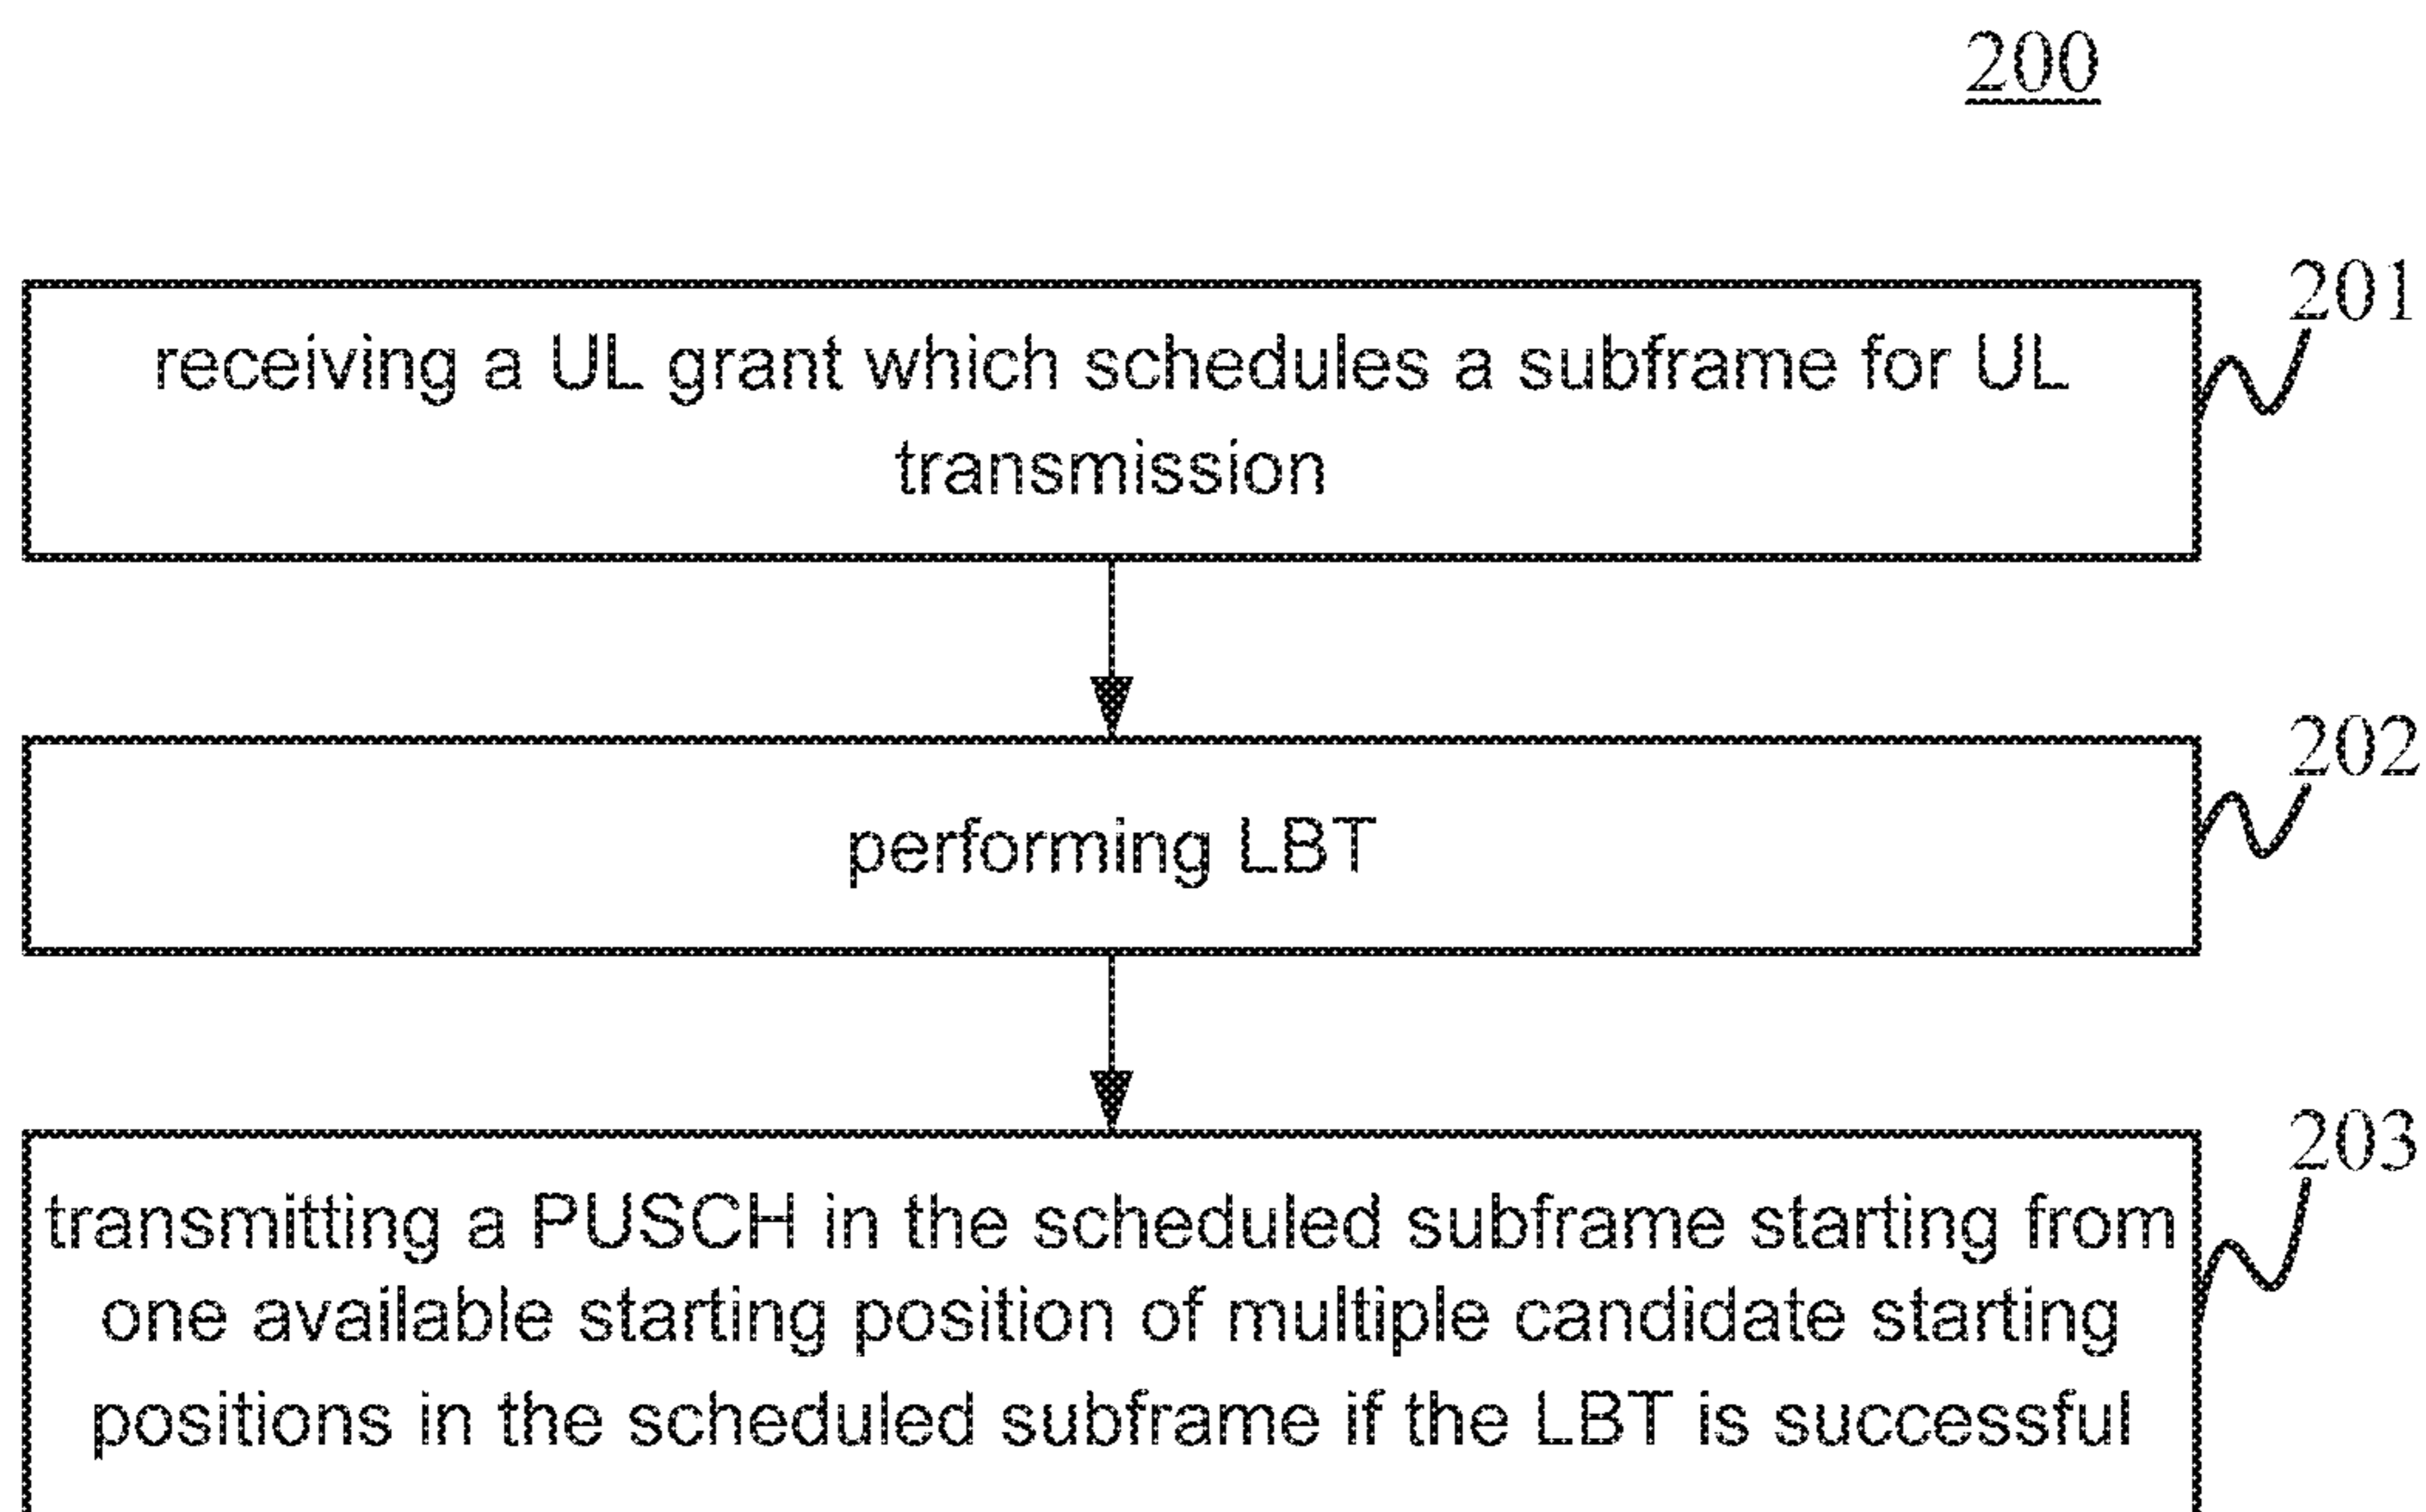 200
201
receiving a UL grant which schedules a subframe for UL
transmission
202
performing LBT
203
transmitting a PUSCH in the scheduled subframe starting from
one available starting position of multiple candidate starting
positions in the scheduled subframe if the LBT is successful